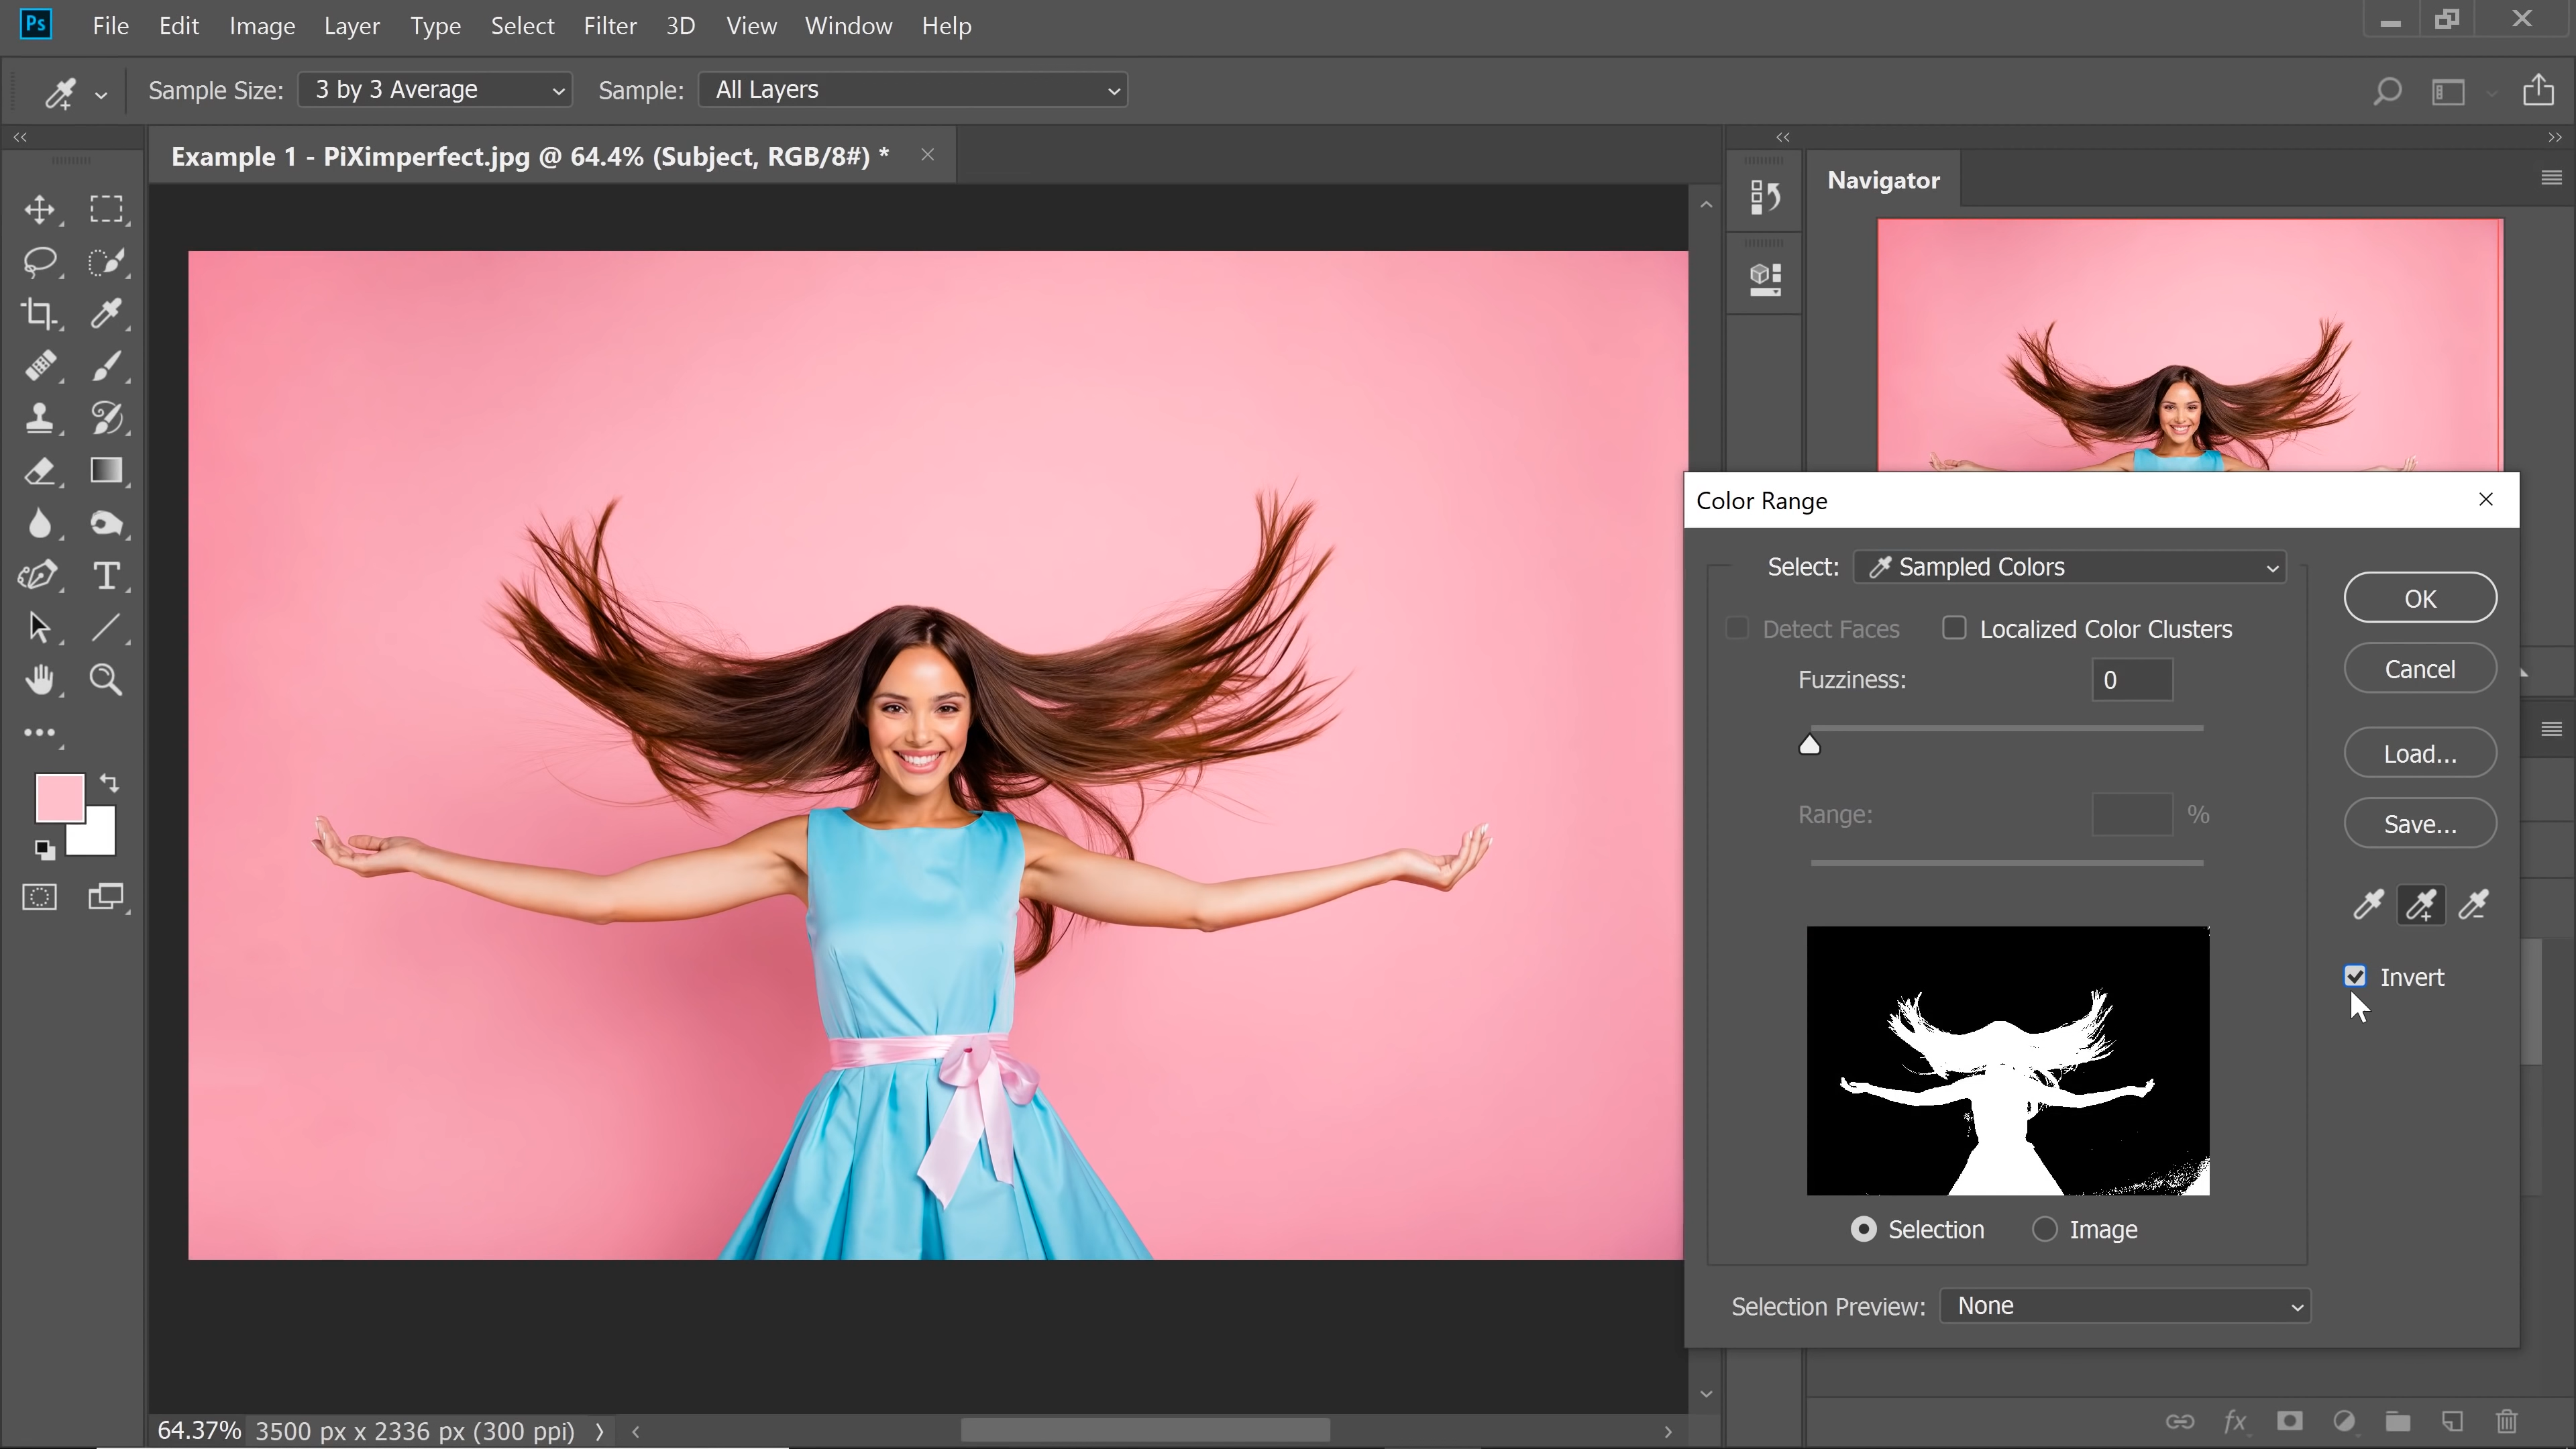 Ps File Edit Image Layer Type Select Filter 3D View Window Help
Sample Size: 3 by 3 Average Sample: All Layers
Example 1 - PiXimperfect.jpg @ 64.4% (Subject, RGB/8#) *
Navigator
Color Range
Select: Sampled Colors
OK
Detect Faces Localized Color Clusters
Fuzziness: 0
Cancel
Load...
Range: %
Save...
Invert
Selection Image
Selection Preview: None
64.37% 3500 px x 2336 px (300 ppi)
fx